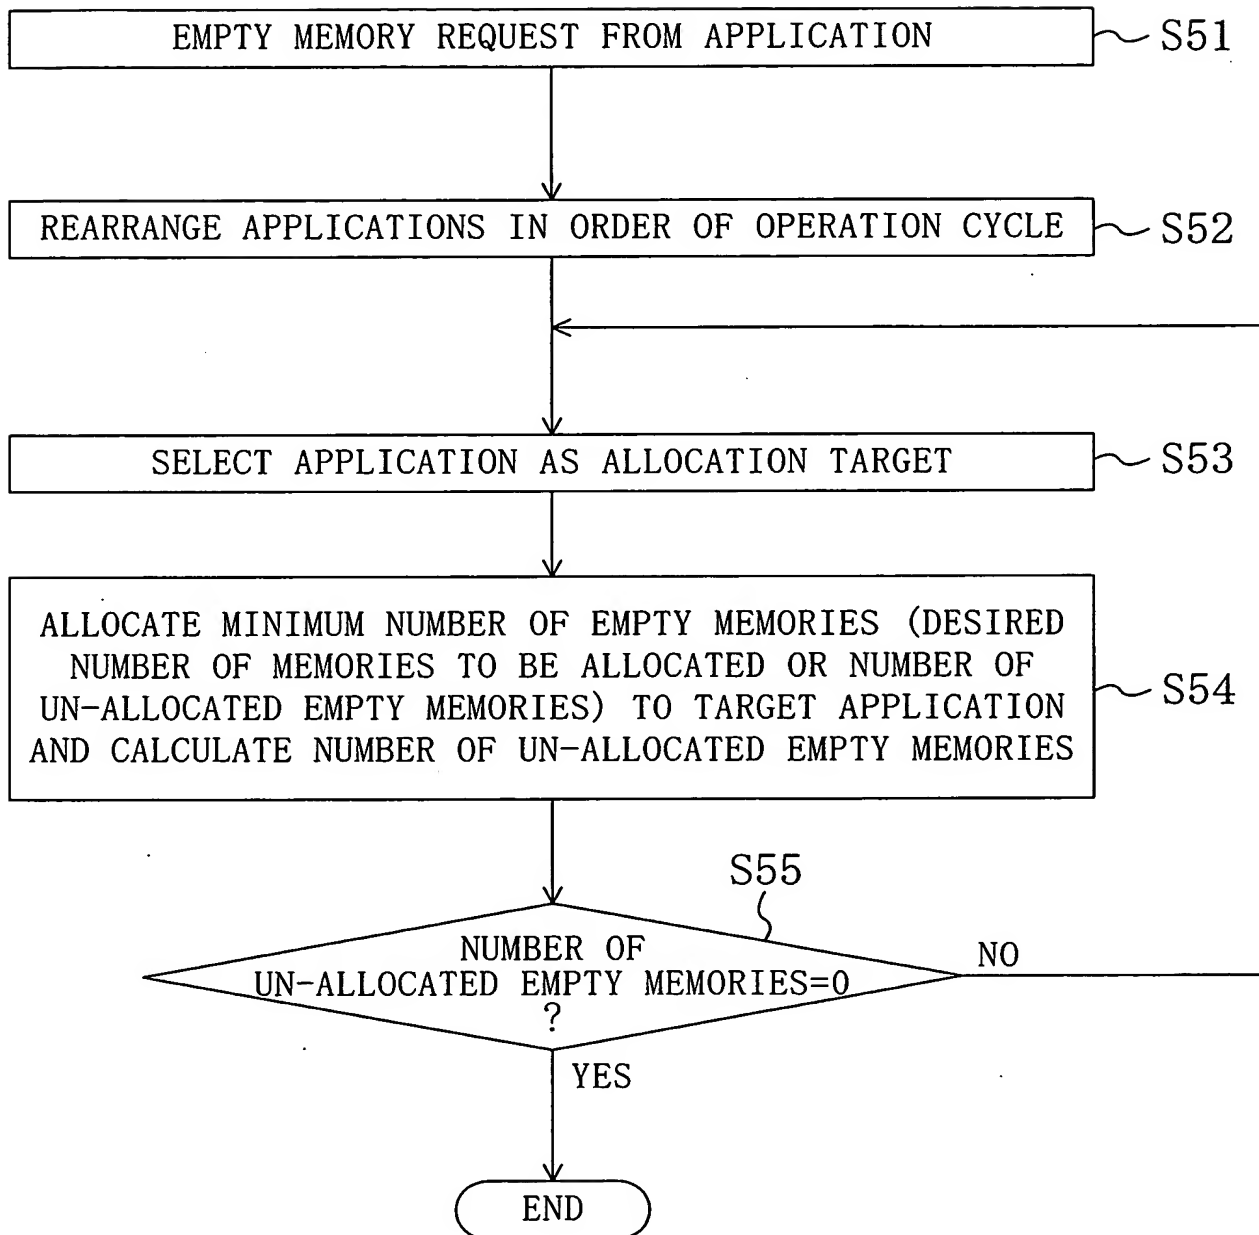 EMPTY MEMORY REQUEST FROM APPLICATION
S51
REARRANGE APPLICATIONS IN ORDER OF OPERATION CYCLE
S52
SELECT APPLICATION AS ALLOCATION TARGET
S53
ALLOCATE MINIMUM NUMBER OF EMPTY MEMORIES (DESIRED
NUMBER OF MEMORIES TO BE ALLOCATED OR NUMBER OF
UN-ALLOCATED EMPTY MEMORIES) TO TARGET APPLICATION
AND CALCULATE NUMBER OF UN-ALLOCATED EMPTY MEMORIES
S54
S55
NUMBER OF
UN-ALLOCATED EMPTY MEMORIES=0
?
NO
YES
END